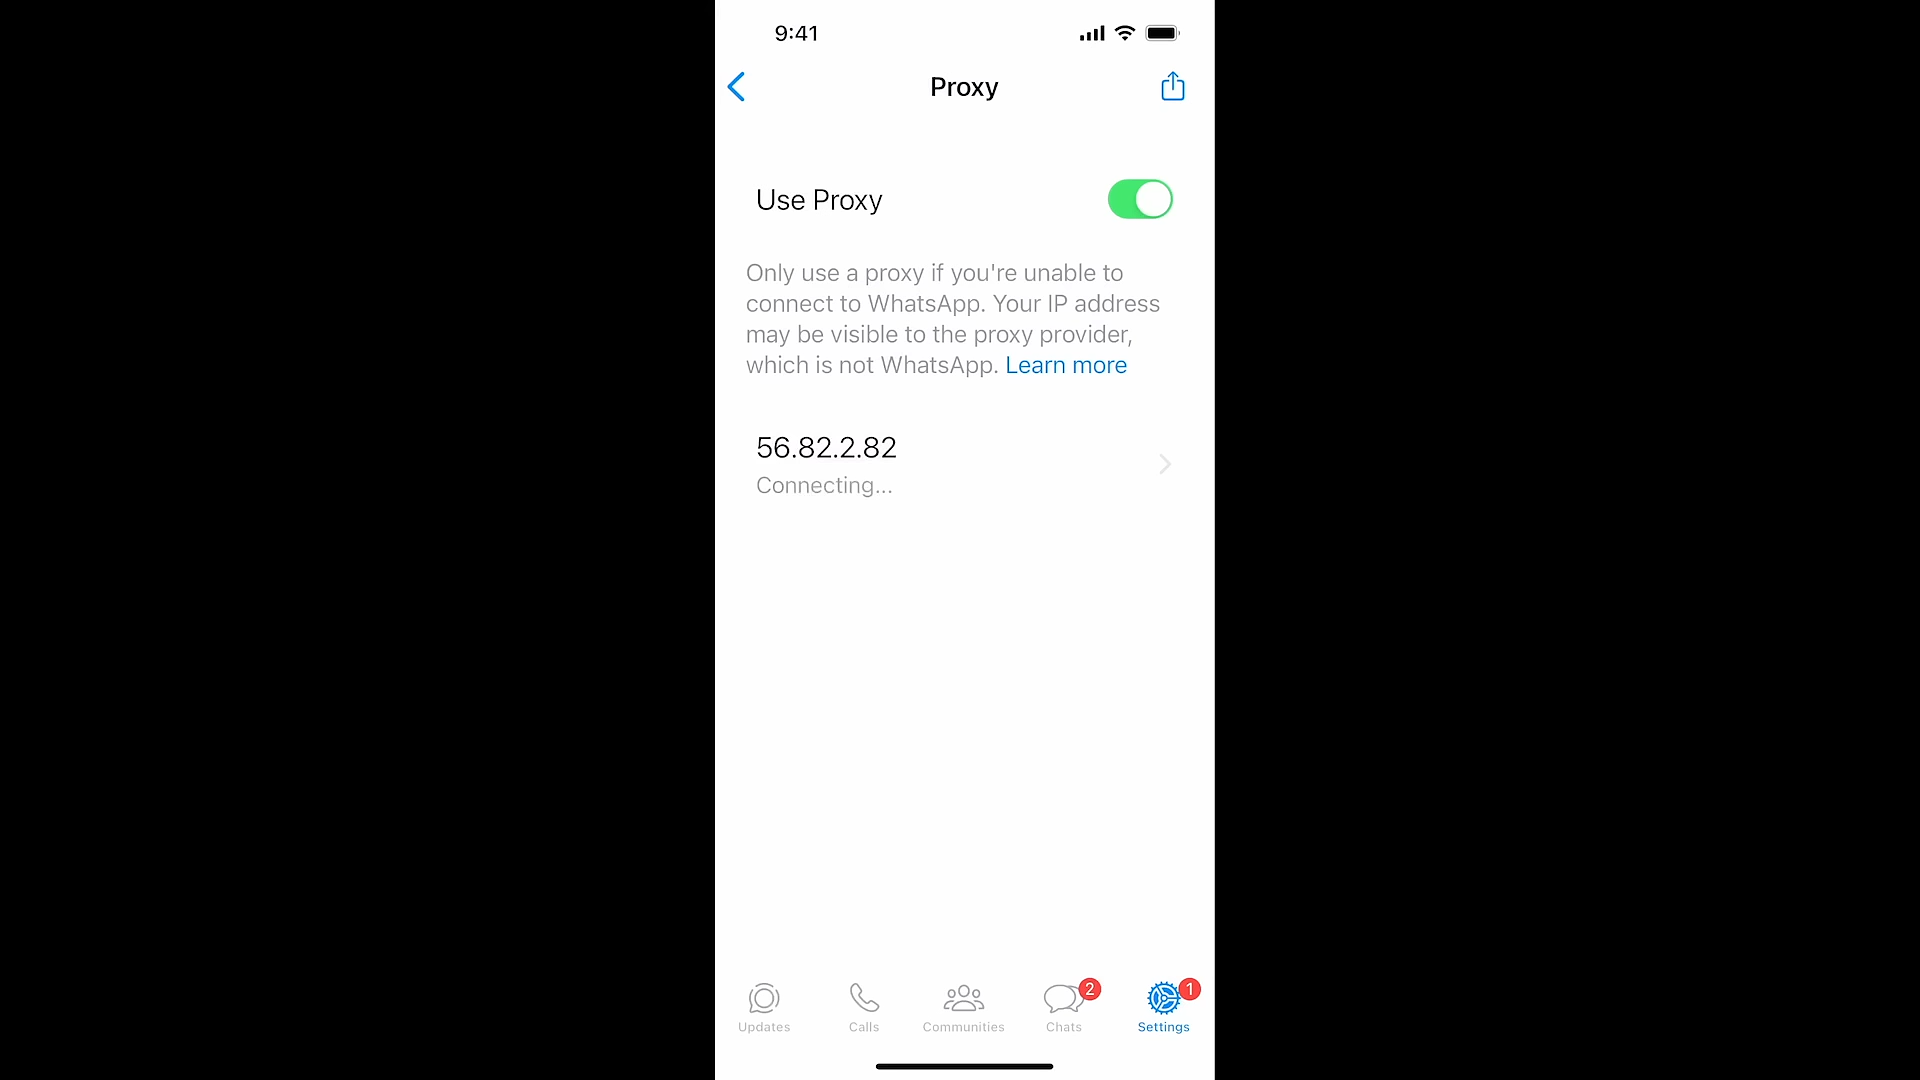 9:41
Proxy
Use Proxy
Only use a proxy if you're unable to
connect to WhatsApp. Your IP address
may be visible to the proxy provider,
which is not WhatsApp. Learn more
56.82.2.82
Connecting...
2
1
Updates
Calls
Communities
Chats
Settings